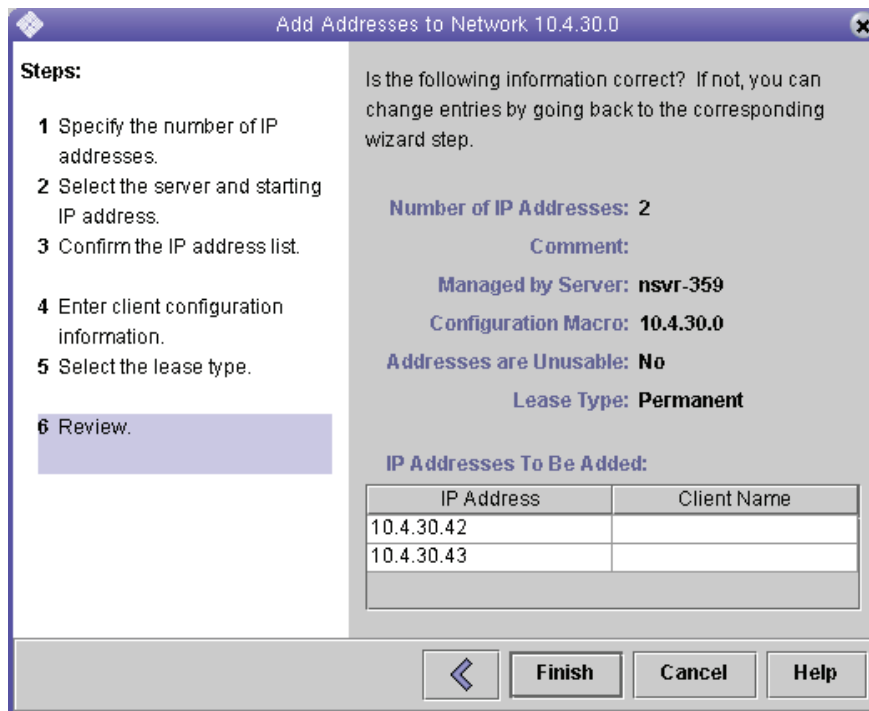 Add Addresses to Network 10.4.30.0
Steps:
1 Specify the number of IP
addresses.
2 Select the server and starting
IP address.
3 Confirm the IP address list.
4 Enter client configuration
information.
5 Select the lease type.
6 Review.
Is the following information correct? If not, you can
change entries by going back to the corresponding
wizard step.
Number of IP Addresses: 2
Comment:
Managed by Server: nsvr-359
Configuration Macro: 10.4.30.0
Addresses are Unusable: No
Lease Type: Permanent
IP Addresses To Be Added:
IP Address Client Name
10.4.30.42
10.4.30.43
Finish Cancel Help